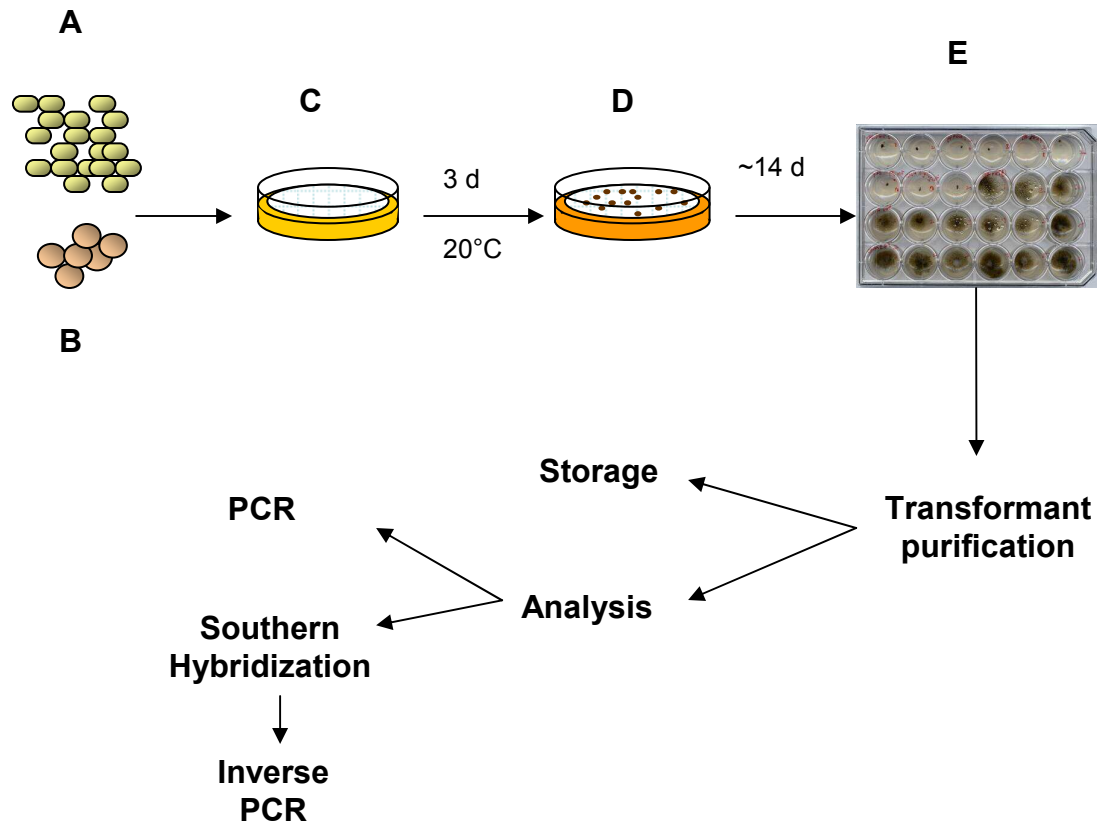 A
E
C
D
3 d
~14 d
20°C
B
Storage
PCR
Transformant
purification
Analysis
Southern
Hybridization
Inverse
PCR